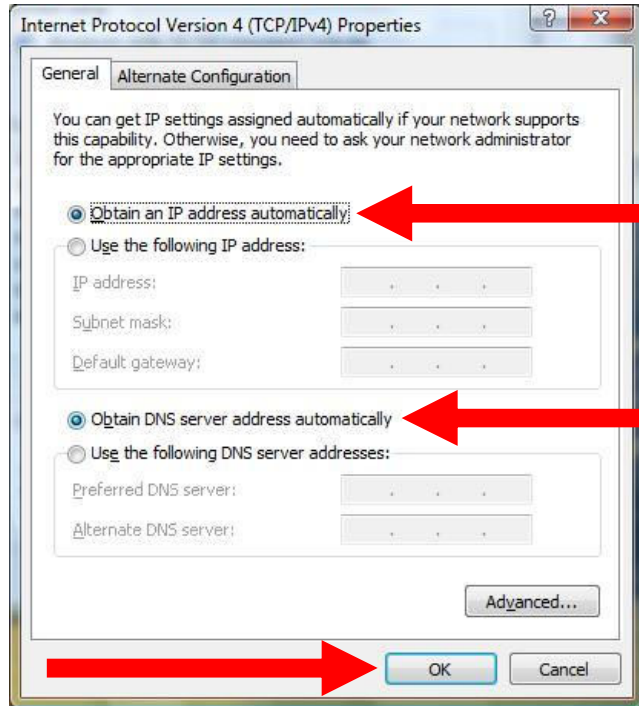 Internet Protocol Version 4 (TCP/IPv4) Properties
General
Alternate Configuration
You can get IP settings assigned automatically if your network supports
this capability. Otherwise, you need to ask your network administrator
for the appropriate IP settings.
Obtain an IP address automatically
Use the following IP address:
IP address:
Subnet mask:
Default gateway:
Obtain DNS server address automatically
Use the following DNS server addresses:
Preferred DNS server:
Alternate DNS server:
Advanced...
OK
Cancel